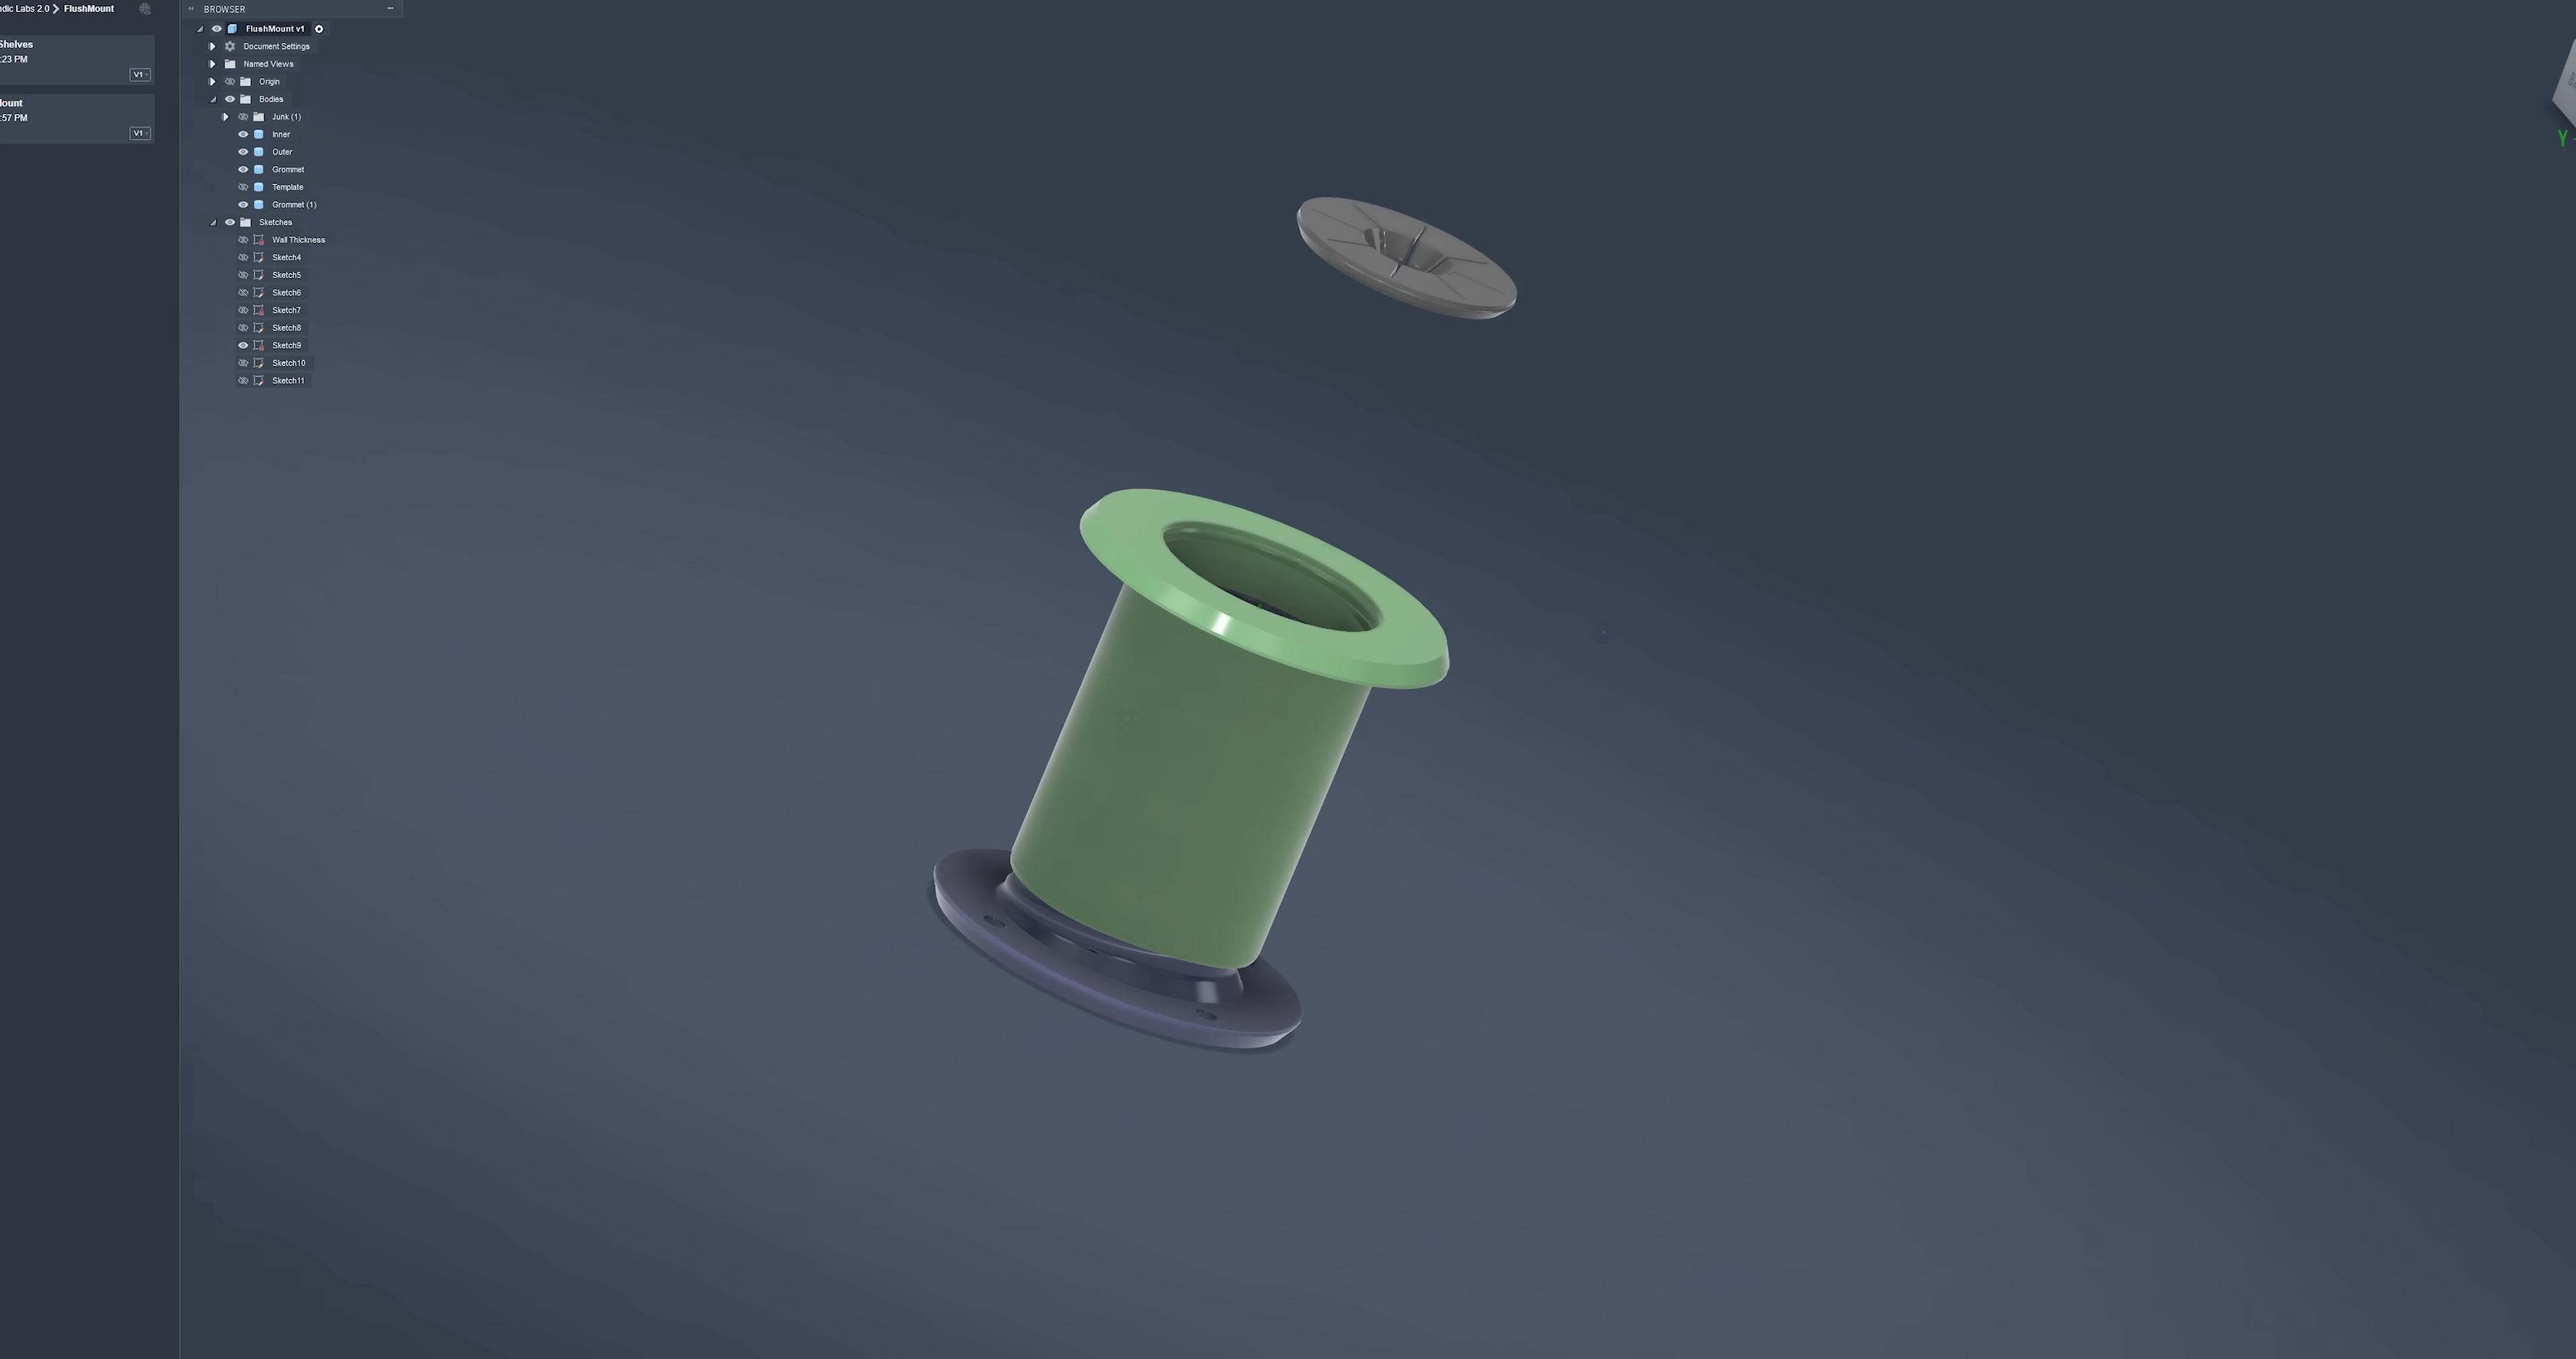 ndic Labs 2.0 > FlushMount
Shelves
:23 PM
V1
Mount
:57 PM
V1
BROWSER
FlushMount v1
Document Settings
Named Views
Origin
Bodies
Junk (1)
Inner
Outer
Grommet
Template
Grommet (1)
Sketches
Wall Thickness
Sketch4
Sketch5
Sketch6
Sketch7
Sketch8
Sketch9
Sketch10
Sketch11
Y